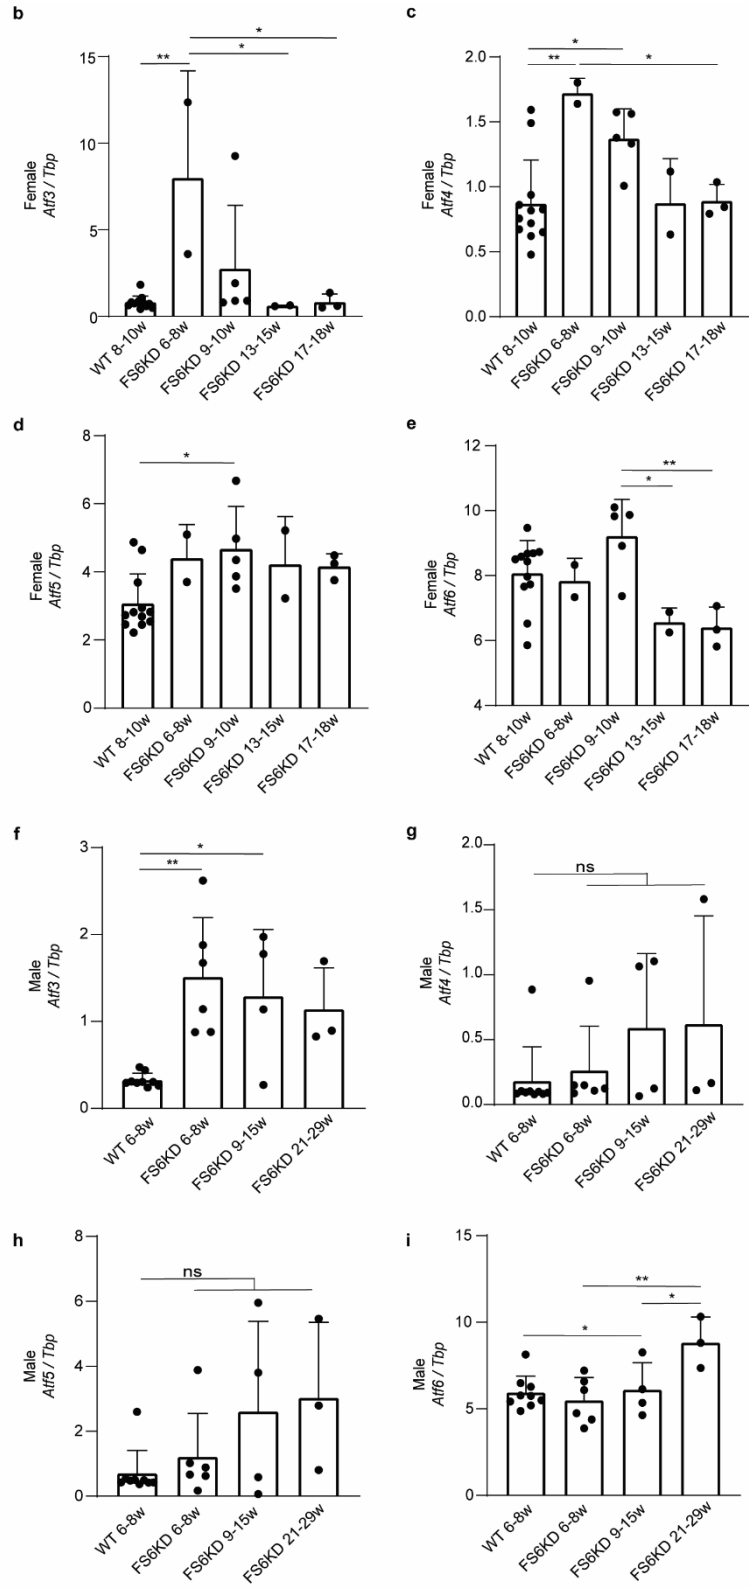 b
*
*
**
15
10
5
0
Female
Atf3 / Tbp
WT 8-10w
FS6KD 6-8w
FS6KD 9-10w
FS6KD 13-15w
FS6KD 17-18w
c
*
**
*
2.0
1.5
1.0
0.5
0.0
Female
Atf4 / Tbp
WT 8-10w
FS6KD 6-8w
FS6KD 9-10w
FS6KD 13-15w
FS6KD 17-18w
d
*
8
6
4
2
0
Female
Atf5 / Tbp
WT 8-10w
FS6KD 6-8w
FS6KD 9-10w
FS6KD 13-15w
FS6KD 17-18w
e
**
*
12
10
8
6
4
Female
Atf6 / Tbp
WT 8-10w
FS6KD 6-8w
FS6KD 9-10w
FS6KD 13-15w
FS6KD 17-18w
f
*
**
3
2
1
0
Male
Atf3 / Tbp
WT 6-8w
FS6KD 6-8w
FS6KD 9-15w
FS6KD 21-29w
g
ns
2.0
1.5
1.0
0.5
0.0
Male
Atf4 / Tbp
WT 6-8w
FS6KD 6-8w
FS6KD 9-15w
FS6KD 21-29w
h
ns
8
6
4
2
0
Male
Atf5 / Tbp
WT 6-8w
FS6KD 6-8w
FS6KD 9-15w
FS6KD 21-29w
i
**
*
*
15
10
5
0
Male
Atf6 / Tbp
WT 6-8w
FS6KD 6-8w
FS6KD 9-15w
FS6KD 21-29w